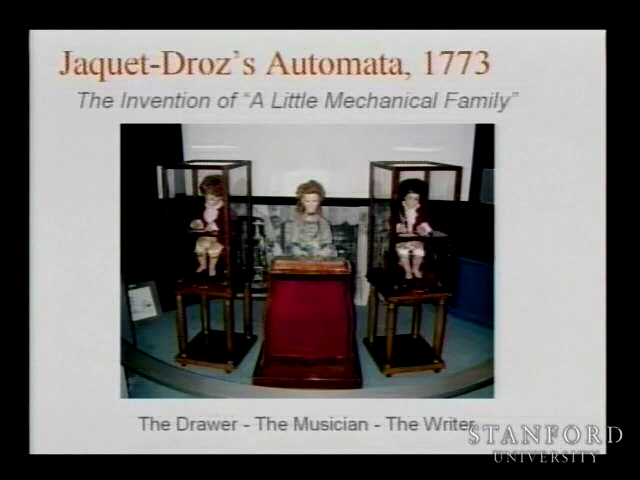 Jaquet-Droz's Automata, 1773
The Invention of “A Little Mechanical Family”
The Drawer - The Musician - The Writer
STANFORD
UNIVERSITY